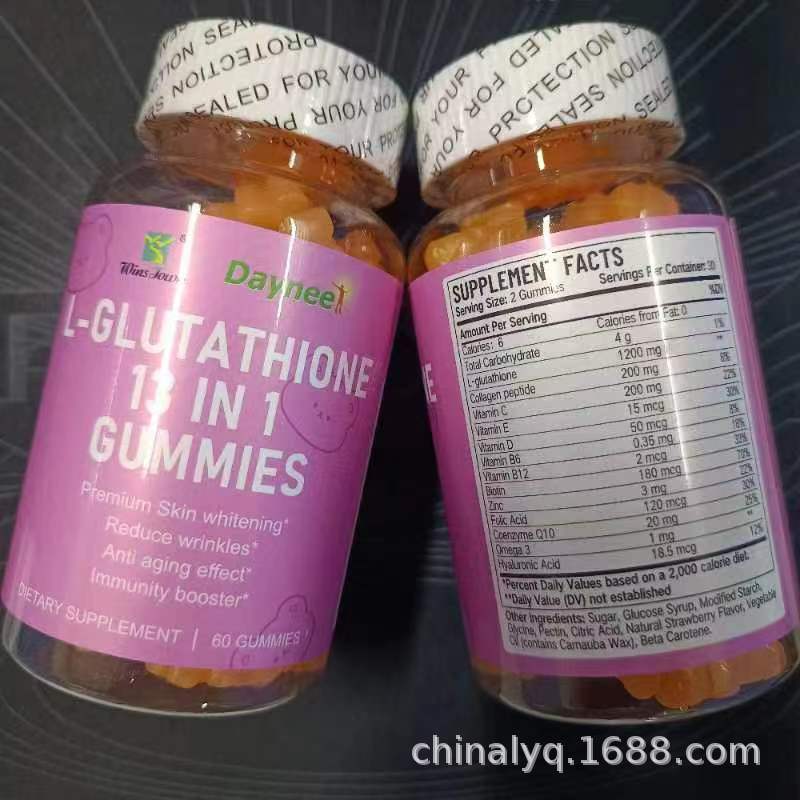 SEALED FOR YOUR
PROTECTION
SEALED FOR YOUR
PROTECTION
Wins Town
Daynee
L-GLUTATHIONE
13 IN 1
GUMMIES
Premium Skin whitening*
Reduce wrinkles*
Anti aging effect*
Immunity booster*
DIETARY SUPPLEMENT | 60 GUMMIES
SUPPLEMENT FACTS
Serving Size: 2 Gummies Servings Per Container: 30
Amount Per Serving %DV
Calories: 6 Calories from Fat: 0
Total Carbohydrate 4 g 1%
L-glutathione 1200 mg **
Collagen peptide 200 mg 6%
Vitamin C 200 mg 22%
Vitamin E 15 mcg 30%
Vitamin D 50 mcg 8%
Vitamin B6 0.35 mg 18%
Vitamin B12 2 mcg 33%
Biotin 180 mcg 70%
Zinc 3 mg 22%
Folic Acid 120 mcg 30%
Coenzyme Q10 20 mg 25%
Omega 3 1 mg **
Hyaluronic Acid 18.5 mcg 12%
*Percent Daily Values based on a 2,000 calorie diet.
**Daily Value (DV) not established
Other Ingredients: Sugar, Glucose Syrup, Modified Starch,
Glycine, Pectin, Citric Acid, Natural Strawberry Flavor, Vegetable
Oil (contains Carnauba Wax), Beta Carotene.
chinalyq.1688.com